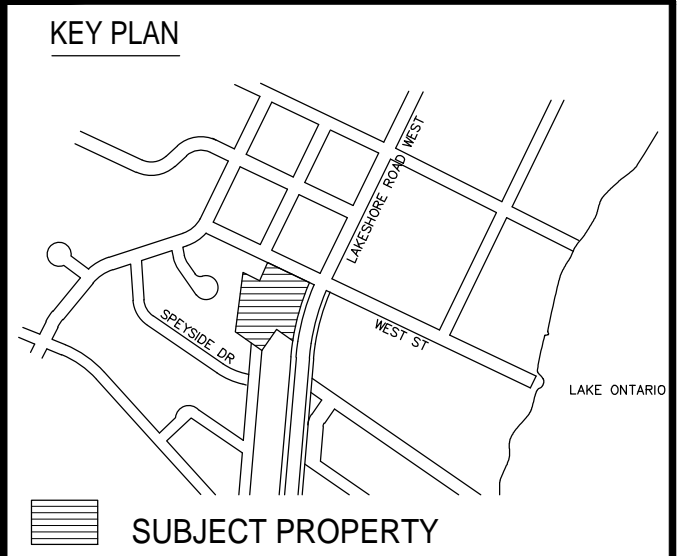 KEY PLAN
LAKESHORE ROAD WEST
SPEYSIDE DR
WEST ST
LAKE ONTARIO
SUBJECT PROPERTY